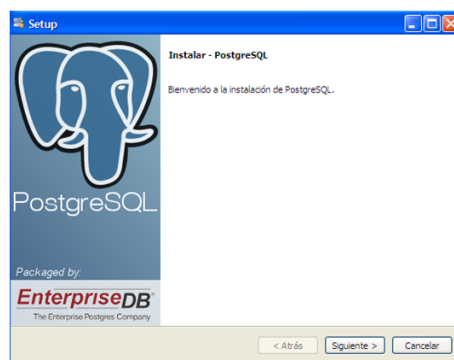 Setup
Instalar - PostgreSQL
Bienvenido a la instalación de PostgreSQL.
PostgreSQL
Packaged by:
EnterpriseDB
The Enterprise Postgres Company
< Atrás
Siguiente >
Cancelar